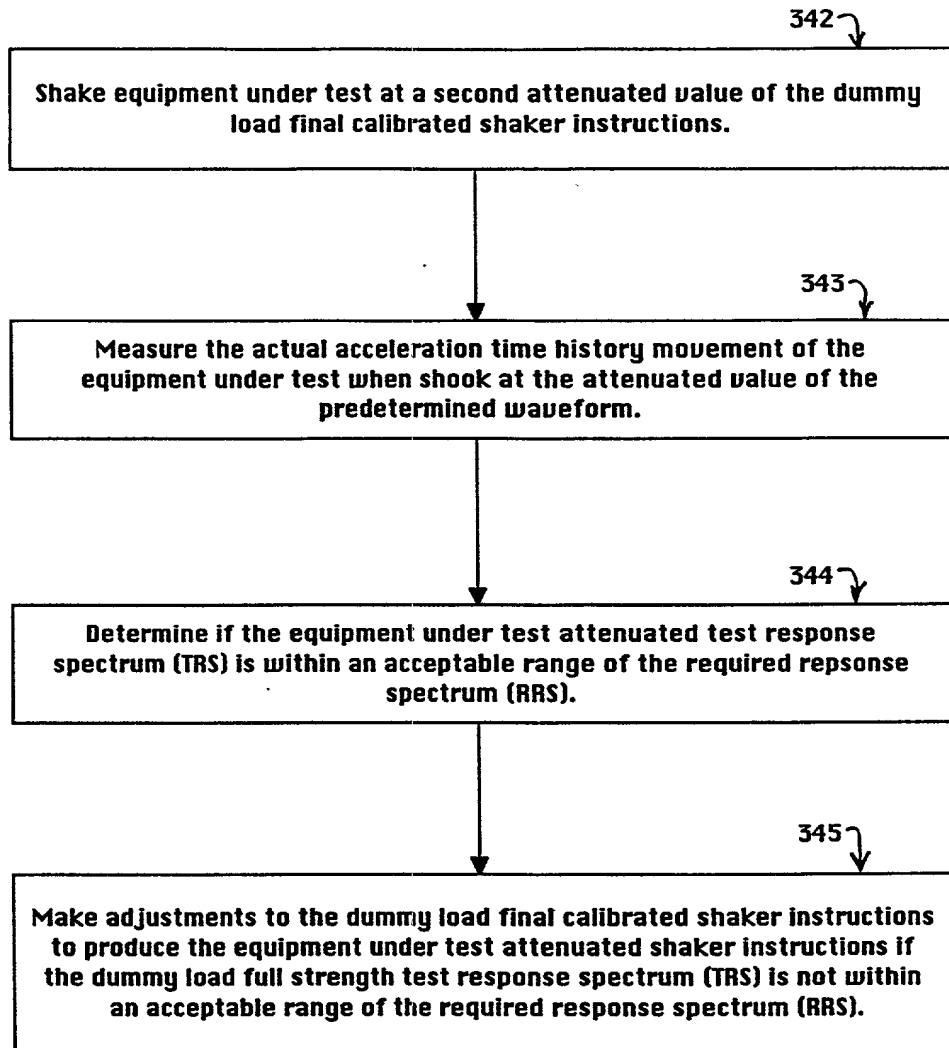 342
Shake equipment under test at a second attenuated value of the dummy
load final calibrated shaker instructions.
343
Measure the actual acceleration time history movement of the
equipment under test when shook at the attenuated value of the
predetermined waveform.
344
Determine if the equipment under test attenuated test response
spectrum (TRS) is within an acceptable range of the required repsonse
spectrum (RRS).
345
Make adjustments to the dummy load final calibrated shaker instructions
to produce the equipment under test attenuated shaker instructions if
the dummy load full strength test response spectrum (TRS) is not within
an acceptable range of the required response spectrum (RRS).